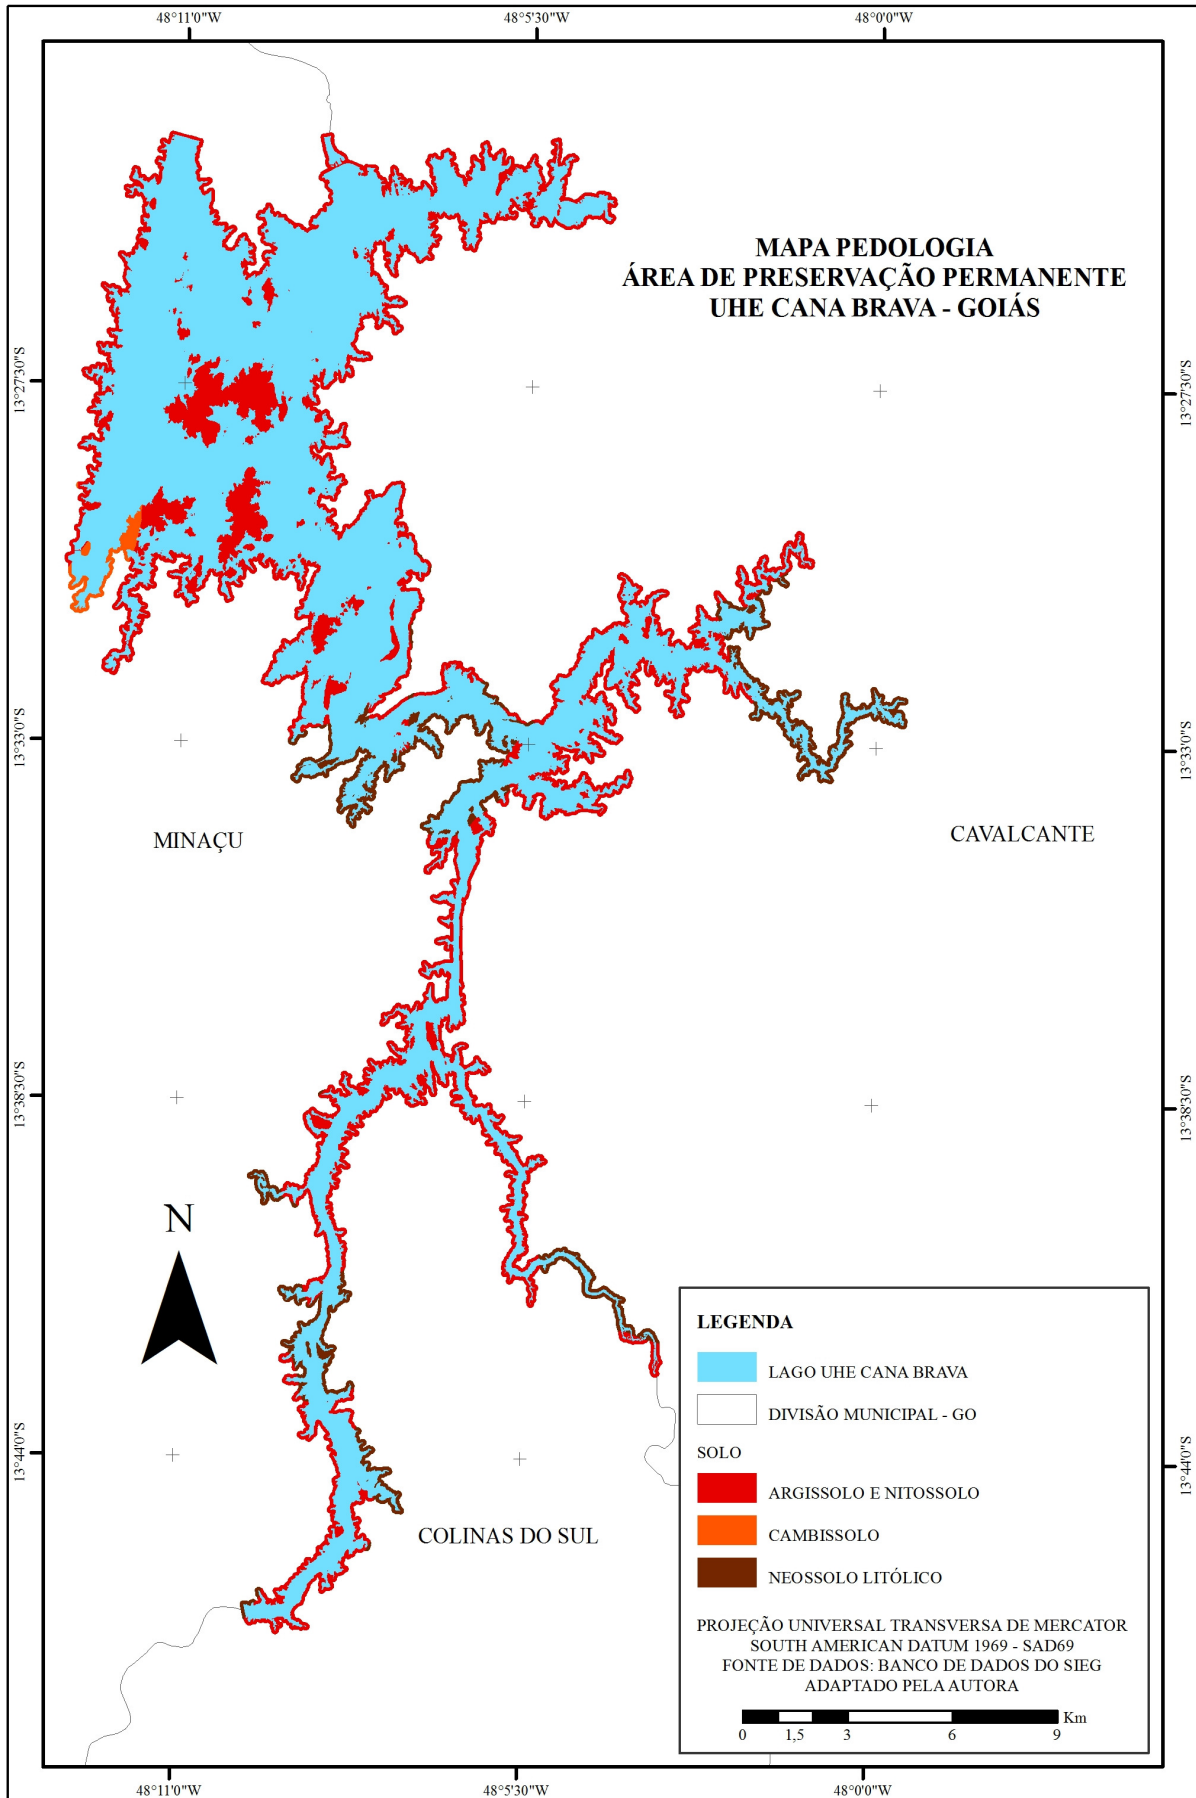 48°11'0"W
48°5'30"W
48°0'0"W
MAPA PEDOLOGIA
ÁREA DE PRESERVAÇÃO PERMANENTE
UHE CANA BRAVA - GOIÁS
13°27'30"S
13°27'30"S
13°33'0"S
13°33'0"S
MINAÇU
CAVALCANTE
13°38'30"S
13°38'30"S
N
LEGENDA
LAGO UHE CANA BRAVA
DIVISÃO MUNICIPAL - GO
SOLO
13°44'0"S
13°44'0"S
ARGISSOLO E NITOSSOLO
COLINAS DO SUL
CAMBISSOLO
NEOSSOLO LITÓLICO
PROJEÇÃO UNIVERSAL TRANSVERSA DE MERCATOR
SOUTH AMERICAN DATUM 1969 - SAD69
FONTE DE DADOS: BANCO DE DADOS DO SIEG
ADAPTADO PELA AUTORA
Km
0 1,5 3 6 9
48°11'0"W
48°5'30"W
48°0'0"W